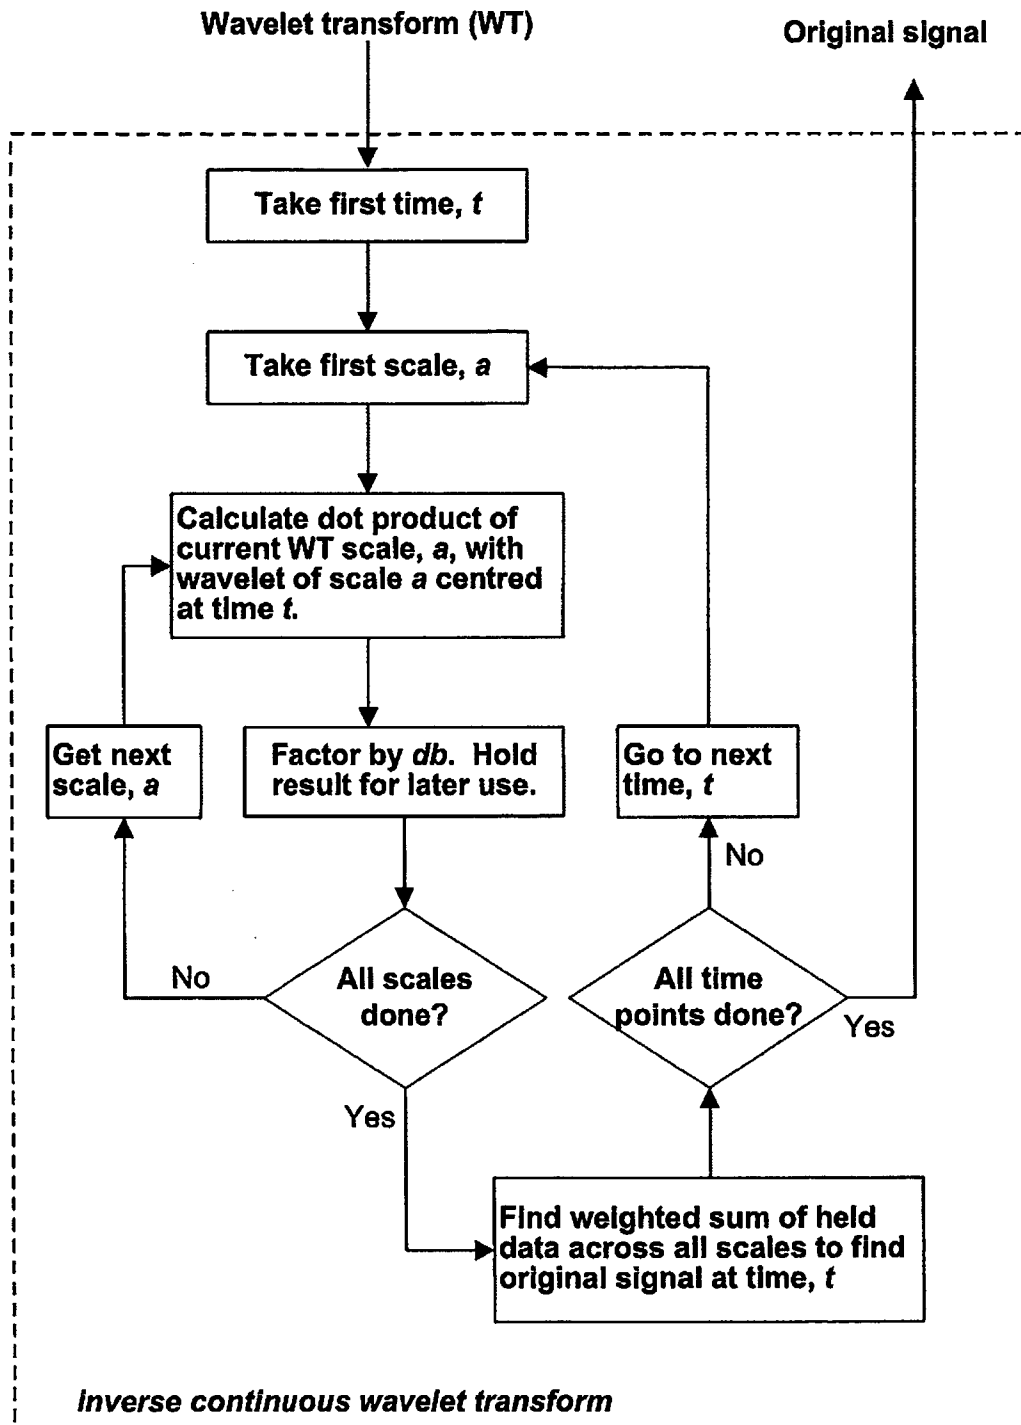 Wavelet transform (WT)
Original signal
Take first time, t
Take first scale, a
Calculate dot product of
current WT scale, a, with
wavelet of scale a centred
at time t.
Get next
scale, a
Factor by db. Hold
result for later use.
Go to next
time, t
No
No
All scales
done?
All time
points done?
Yes
Yes
Find weighted sum of held
data across all scales to find
original signal at time, t
Inverse continuous wavelet transform